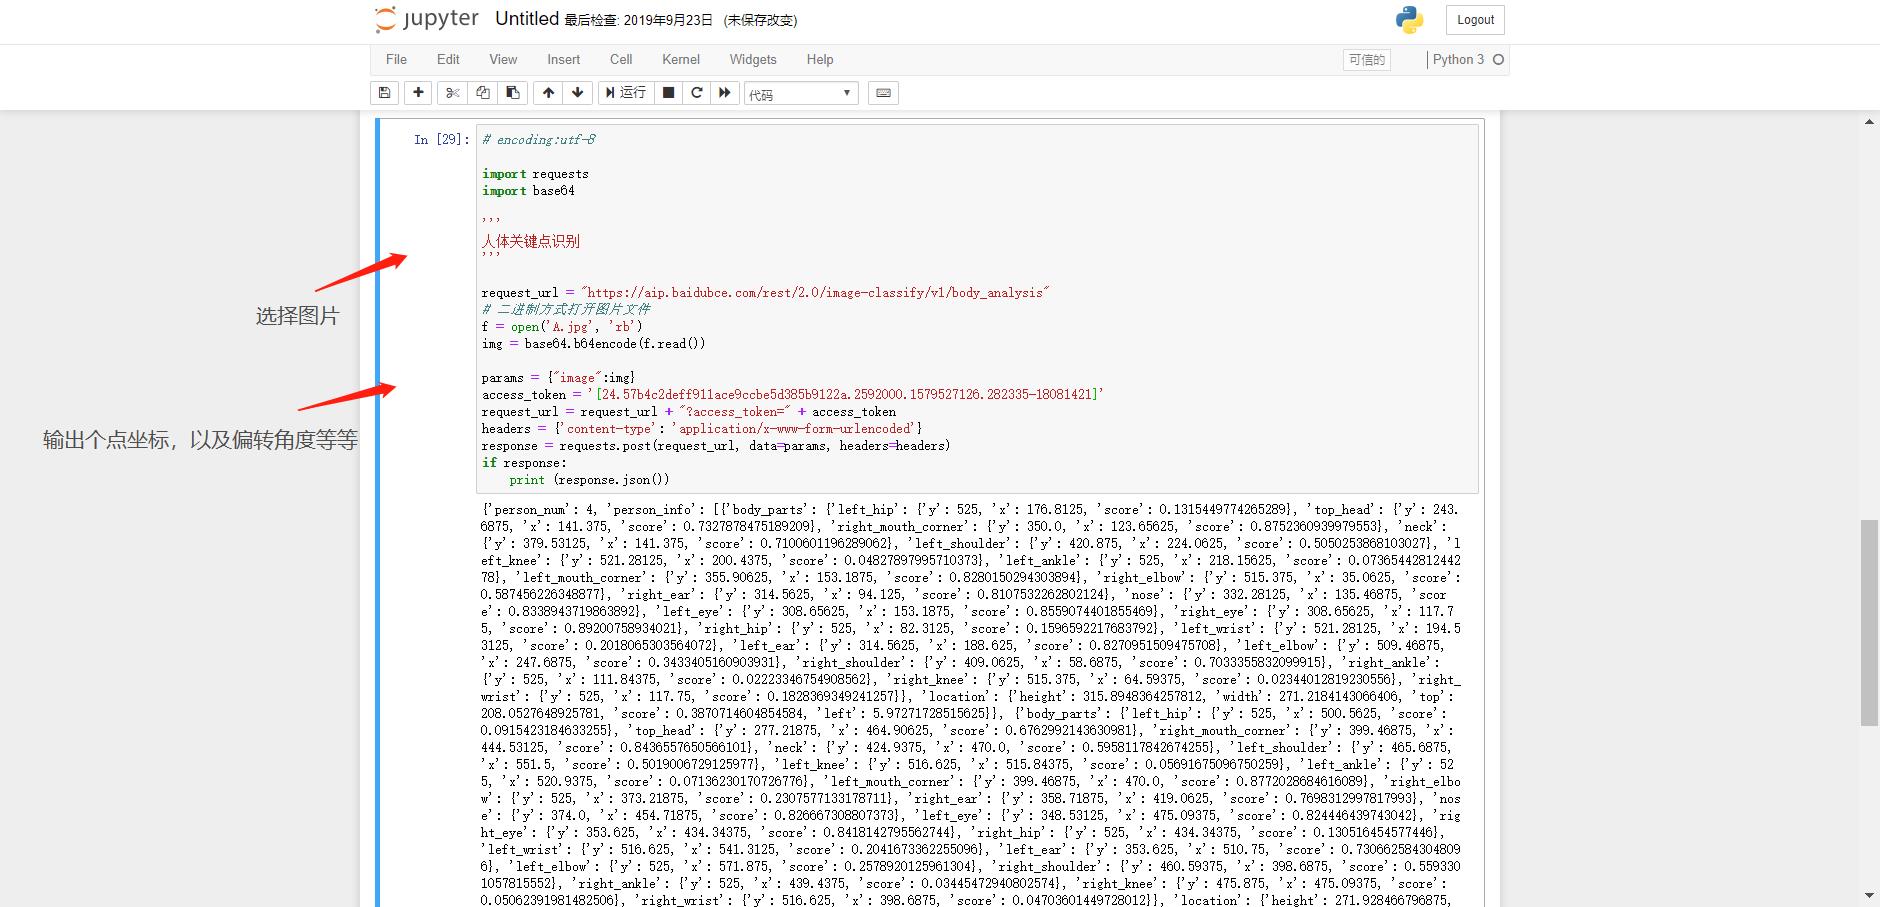 jupyter Untitled 最后检查: 2019年9月23日 (未保存改变) Logout
File Edit View Insert Cell Kernel Widgets Help 可信的 Python 3
运行 代码
In [29]: # encoding:utf-8
import requests
import base64
'''
人体关键点识别
'''
选择图片
request_url = "https://aip.baidubce.com/rest/2.0/image-classify/v1/body_analysis"
# 二进制方式打开图片文件
f = open('A.jpg', 'rb')
img = base64.b64encode(f.read())
params = {"image":img}
access_token = '[24.57b4c2deff911ace9ccbe5d385b9122a.2592000.1579527126.282335-18081421]'
request_url = request_url + "?access_token=" + access_token
headers = {'content-type': 'application/x-www-form-urlencoded'}
输出个点坐标，以及偏转角度等等
response = requests.post(request_url, data=params, headers=headers)
if response:
print (response.json())
{'person_num': 4, 'person_info': [{'body_parts': {'left_hip': {'y': 525, 'x': 176.8125, 'score': 0.1315449774265289}, 'top_head': {'y': 243.
6875, 'x': 141.375, 'score': 0.7327878475189209}, 'right_mouth_corner': {'y': 350.0, 'x': 123.65625, 'score': 0.8752360939979553}, 'neck':
{'y': 379.53125, 'x': 141.375, 'score': 0.7100601196289062}, 'left_shoulder': {'y': 420.875, 'x': 224.0625, 'score': 0.5050253868103027}, 'l
eft_knee': {'y': 521.28125, 'x': 200.4375, 'score': 0.04827897995710373}, 'left_ankle': {'y': 525, 'x': 218.15625, 'score': 0.07365442812442
78}, 'left_mouth_corner': {'y': 355.90625, 'x': 153.1875, 'score': 0.8280150294303894}, 'right_elbow': {'y': 515.375, 'x': 35.0625, 'score':
0.587456226348877}, 'right_ear': {'y': 314.5625, 'x': 94.125, 'score': 0.8107532262802124}, 'nose': {'y': 332.28125, 'x': 135.46875, 'scor
e': 0.8338943719863892}, 'left_eye': {'y': 308.65625, 'x': 153.1875, 'score': 0.8559074401855469}, 'right_eye': {'y': 308.65625, 'x': 117.7
5, 'score': 0.89200758934021}, 'right_hip': {'y': 525, 'x': 82.3125, 'score': 0.1596592217683792}, 'left_wrist': {'y': 521.28125, 'x': 194.5
3125, 'score': 0.2018065303564072}, 'left_ear': {'y': 314.5625, 'x': 188.625, 'score': 0.8270951509475708}, 'left_elbow': {'y': 509.46875,
'x': 247.6875, 'score': 0.3433405160903931}, 'right_shoulder': {'y': 409.0625, 'x': 58.6875, 'score': 0.7033355832099915}, 'right_ankle':
{'y': 525, 'x': 111.84375, 'score': 0.02223346754908562}, 'right_knee': {'y': 515.375, 'x': 64.59375, 'score': 0.02344012819230556}, 'right_
wrist': {'y': 525, 'x': 117.75, 'score': 0.1828369349241257}}, 'location': {'height': 315.8948364257812, 'width': 271.2184143066406, 'top':
208.0527648925781, 'score': 0.3870714604854584, 'left': 5.97271728515625}}, {'body_parts': {'left_hip': {'y': 525, 'x': 500.5625, 'score':
0.0915423184633255}, 'top_head': {'y': 277.21875, 'x': 464.90625, 'score': 0.6762992143630981}, 'right_mouth_corner': {'y': 399.46875, 'x':
444.53125, 'score': 0.8436557650566101}, 'neck': {'y': 424.9375, 'x': 470.0, 'score': 0.5958117842674255}, 'left_shoulder': {'y': 465.6875,
'x': 551.5, 'score': 0.5019006729125977}, 'left_knee': {'y': 516.625, 'x': 515.84375, 'score': 0.05691675096750259}, 'left_ankle': {'y': 52
5, 'x': 520.9375, 'score': 0.07136230170726776}, 'left_mouth_corner': {'y': 399.46875, 'x': 470.0, 'score': 0.8772028684616089}, 'right_elbo
w': {'y': 525, 'x': 373.21875, 'score': 0.2307577133178711}, 'right_ear': {'y': 358.71875, 'x': 419.0625, 'score': 0.7698312997817993}, 'nos
e': {'y': 374.0, 'x': 454.71875, 'score': 0.826667308807373}, 'left_eye': {'y': 348.53125, 'x': 475.09375, 'score': 0.824446439743042}, 'rig
ht_eye': {'y': 353.625, 'x': 434.34375, 'score': 0.8418142795562744}, 'right_hip': {'y': 525, 'x': 434.34375, 'score': 0.130516454577446},
'left_wrist': {'y': 516.625, 'x': 541.3125, 'score': 0.2041673362255096}, 'left_ear': {'y': 353.625, 'x': 510.75, 'score': 0.730662584304809
6}, 'left_elbow': {'y': 525, 'x': 571.875, 'score': 0.2578920125961304}, 'right_shoulder': {'y': 460.59375, 'x': 398.6875, 'score': 0.559330
1057815552}, 'right_ankle': {'y': 525, 'x': 439.4375, 'score': 0.03445472940802574}, 'right_knee': {'y': 475.875, 'x': 475.09375, 'score':
0.05062391981482506}, 'right_wrist': {'y': 516.625, 'x': 398.6875, 'score': 0.04703601449728012}}, 'location': {'height': 271.928466796875,